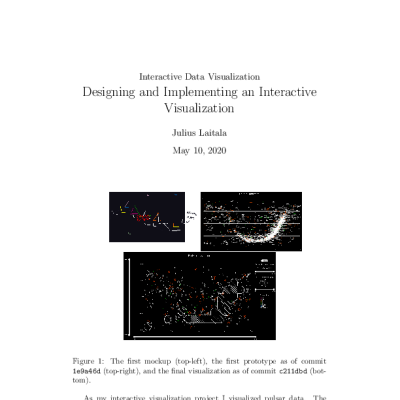 Interactive Data Visualization
Designing and Implementing an Interactive
Visualization
Julius Laitala
May 10, 2020
Figure 1: The first mockup (top-left), the first prototype as of commit
1e9a46d (top-right), and the final visualization as of commit c211dbd (bot-
tom).
As my interactive visualization project I visualized pulsar data. The